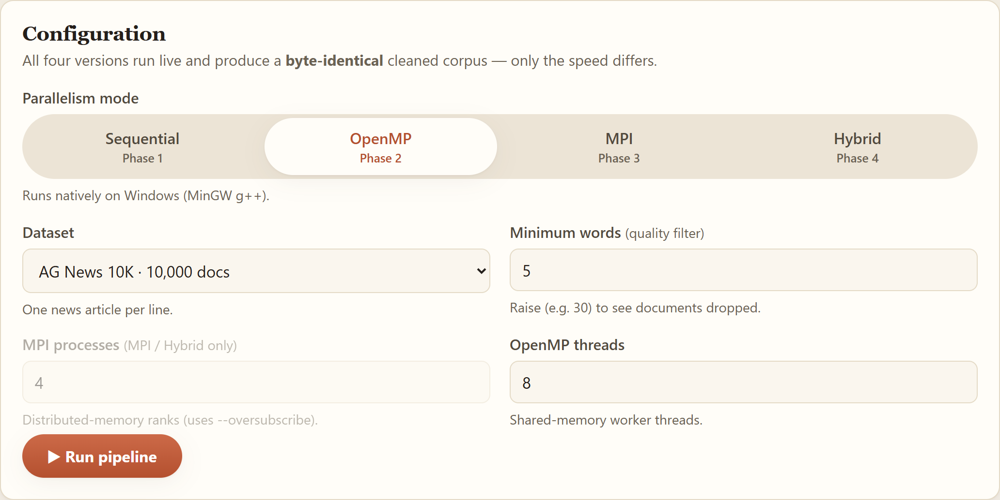 Configuration
All four versions run live and produce a byte-identical cleaned corpus — only the speed differs.
Parallelism mode
Sequential
Phase 1
OpenMP
Phase 2
MPI
Phase 3
Hybrid
Phase 4
Runs natively on Windows (MinGW g++).
Dataset
AG News 10K · 10,000 docs
One news article per line.
Minimum words (quality filter)
5
Raise (e.g. 30) to see documents dropped.
MPI processes (MPI / Hybrid only)
4
Distributed-memory ranks (uses --oversubscribe).
OpenMP threads
8
Shared-memory worker threads.
▶ Run pipeline